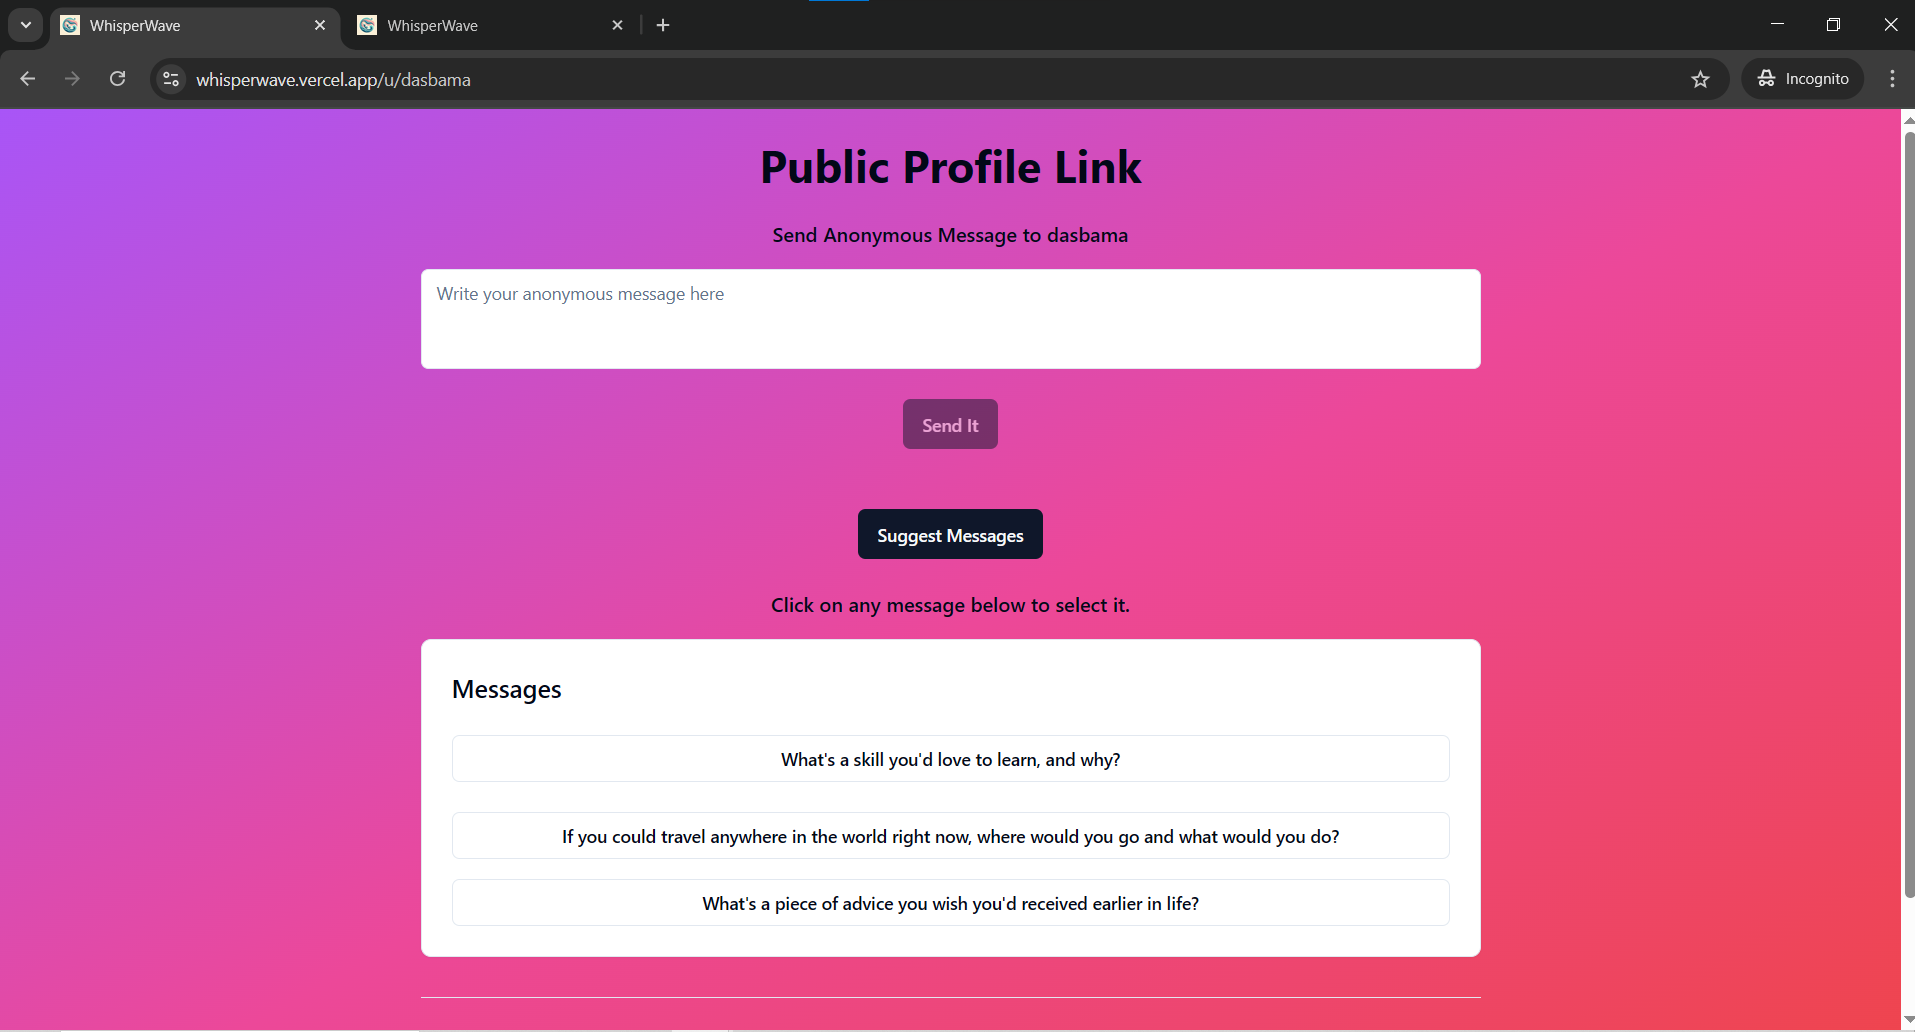 WhisperWave
WhisperWave
whisperwave.vercel.app/u/dasbama
Incognito
Public Profile Link
Send Anonymous Message to dasbama
Write your anonymous message here
Send It
Suggest Messages
Click on any message below to select it.
Messages
What's a skill you'd love to learn, and why?
If you could travel anywhere in the world right now, where would you go and what would you do?
What's a piece of advice you wish you'd received earlier in life?